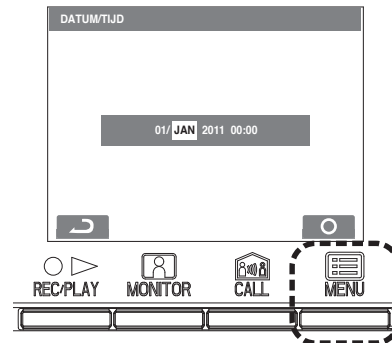 DATUM/TIJD
01/ JAN 2011 00:00
REC/PLAY MONITOR CALL MENU